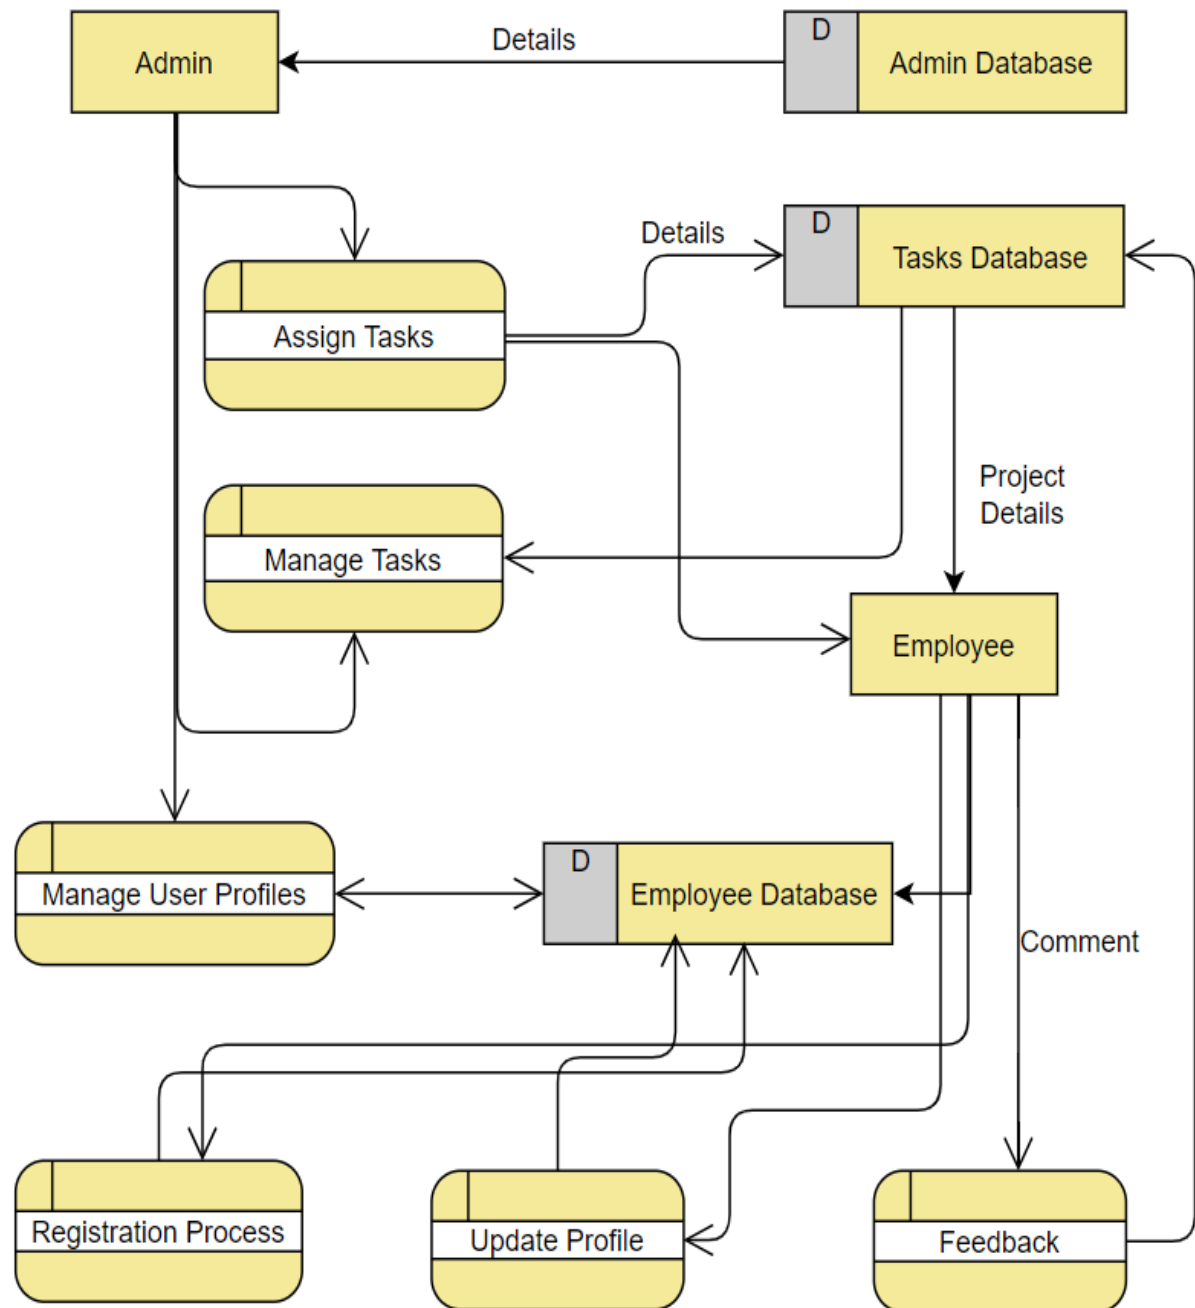 Admin
Details
D
Admin Database
Details
D
Tasks Database
Assign Tasks
Project
Details
Manage Tasks
Employee
D
Manage User Profiles
Employee Database
Comment
Registration Process
Update Profile
Feedback